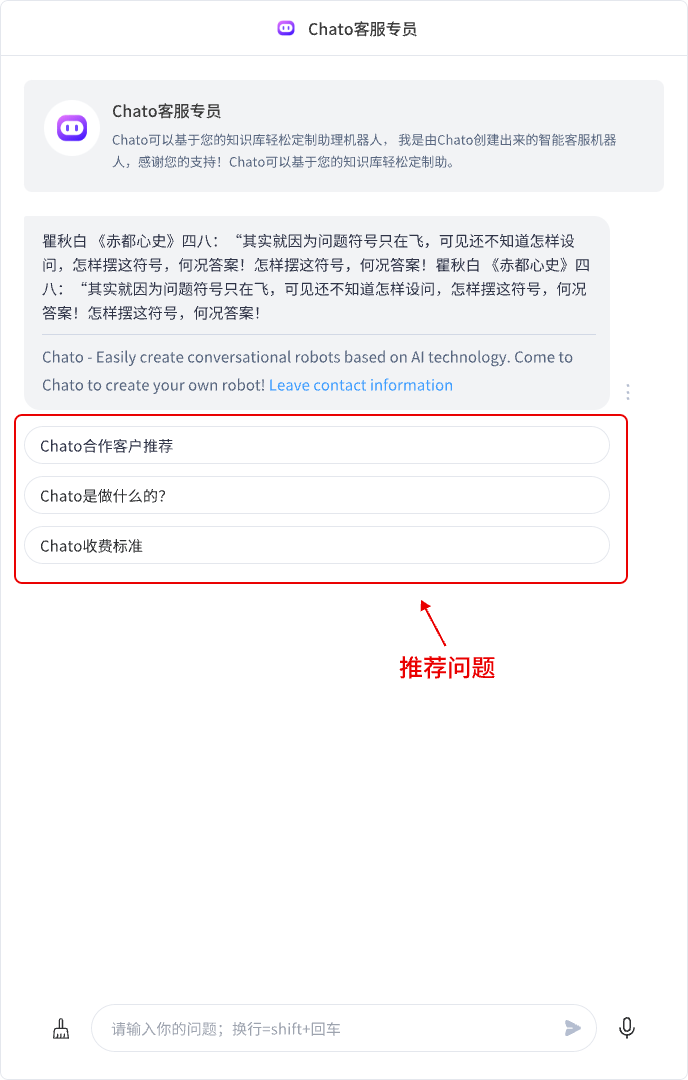 Chato客服专员
Chato客服专员
Chato可以基于您的知识库轻松定制助理机器人， 我是由Chato创建出来的智能客服机器
人，感谢您的支持！Chato可以基于您的知识库轻松定制助。
瞿秋白 《赤都心史》四八：“其实就因为问题符号只在飞，可见还不知道怎样设
问，怎样摆这符号，何况答案！怎样摆这符号，何况答案！瞿秋白 《赤都心史》四
八：“其实就因为问题符号只在飞，可见还不知道怎样设问，怎样摆这符号，何况
答案！怎样摆这符号，何况答案！
Chato - Easily create conversational robots based on AI technology. Come to
Chato to create your own robot! Leave contact information
Chato合作客户推荐
Chato是做什么的？
Chato收费标准
推荐问题
请输入你的问题；换行=shift+回车